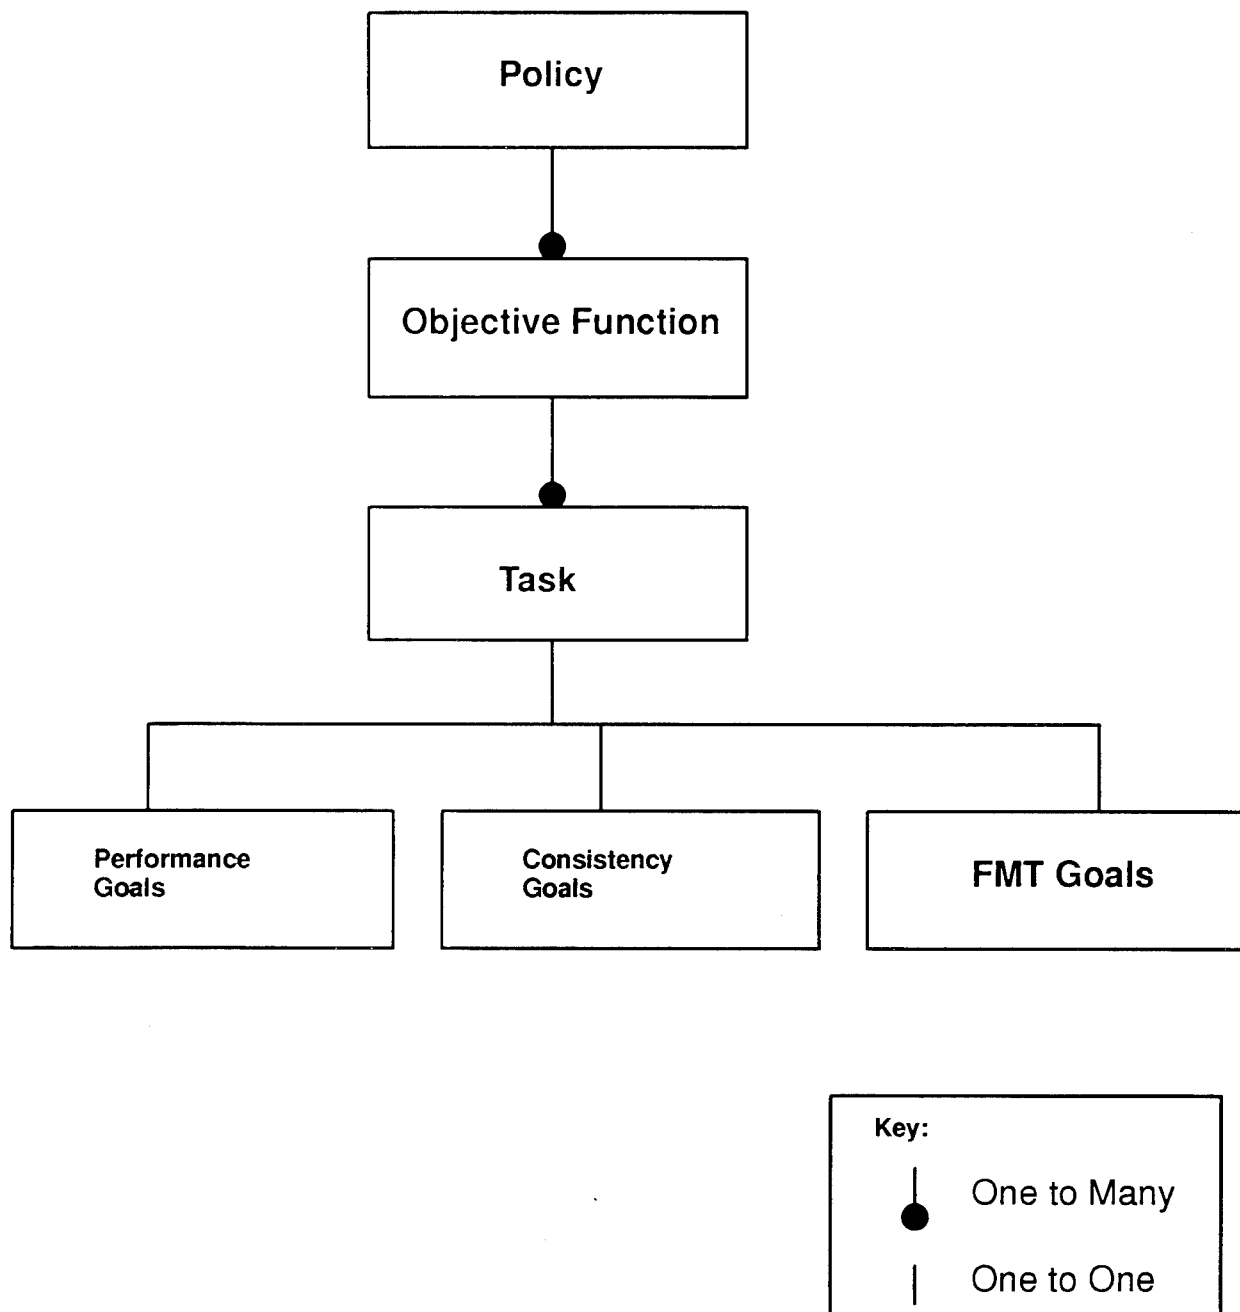 Policy
Objective Function
Task
Performance
Goals
Consistency
Goals
FMT Goals
Key:
One to Many
One to One